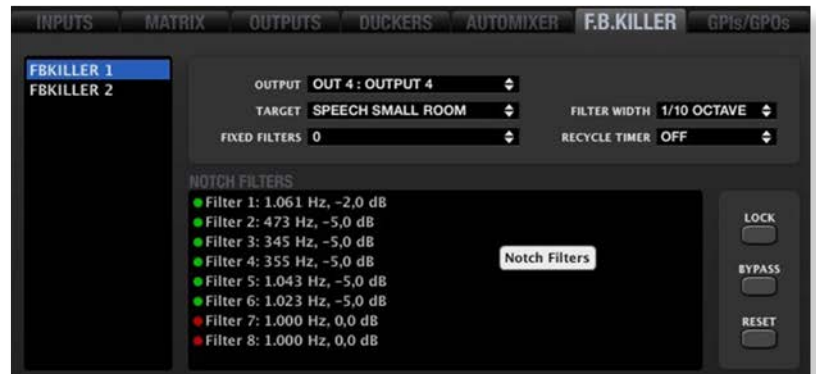 INPUTS MATRIX OUTPUTS DUCKERS AUTOMIXER F.B.KILLER GPIs/GPOs
FBKILLER 1
FBKILLER 2
OUTPUT OUT 4 : OUTPUT 4
TARGET SPEECH SMALL ROOM FILTER WIDTH 1/10 OCTAVE
FIXED FILTERS 0 RECYCLE TIMER OFF
NOTCH FILTERS
Filter 1: 1.061 Hz, -2,0 dB
Filter 2: 473 Hz, -5,0 dB
Filter 3: 345 Hz, -5,0 dB
Filter 4: 355 Hz, -5,0 dB
Filter 5: 1.043 Hz, -5,0 dB
Filter 6: 1.023 Hz, -5,0 dB
Filter 7: 1.000 Hz, 0,0 dB
Filter 8: 1.000 Hz, 0,0 dB
Notch Filters
LOCK
BYPASS
RESET